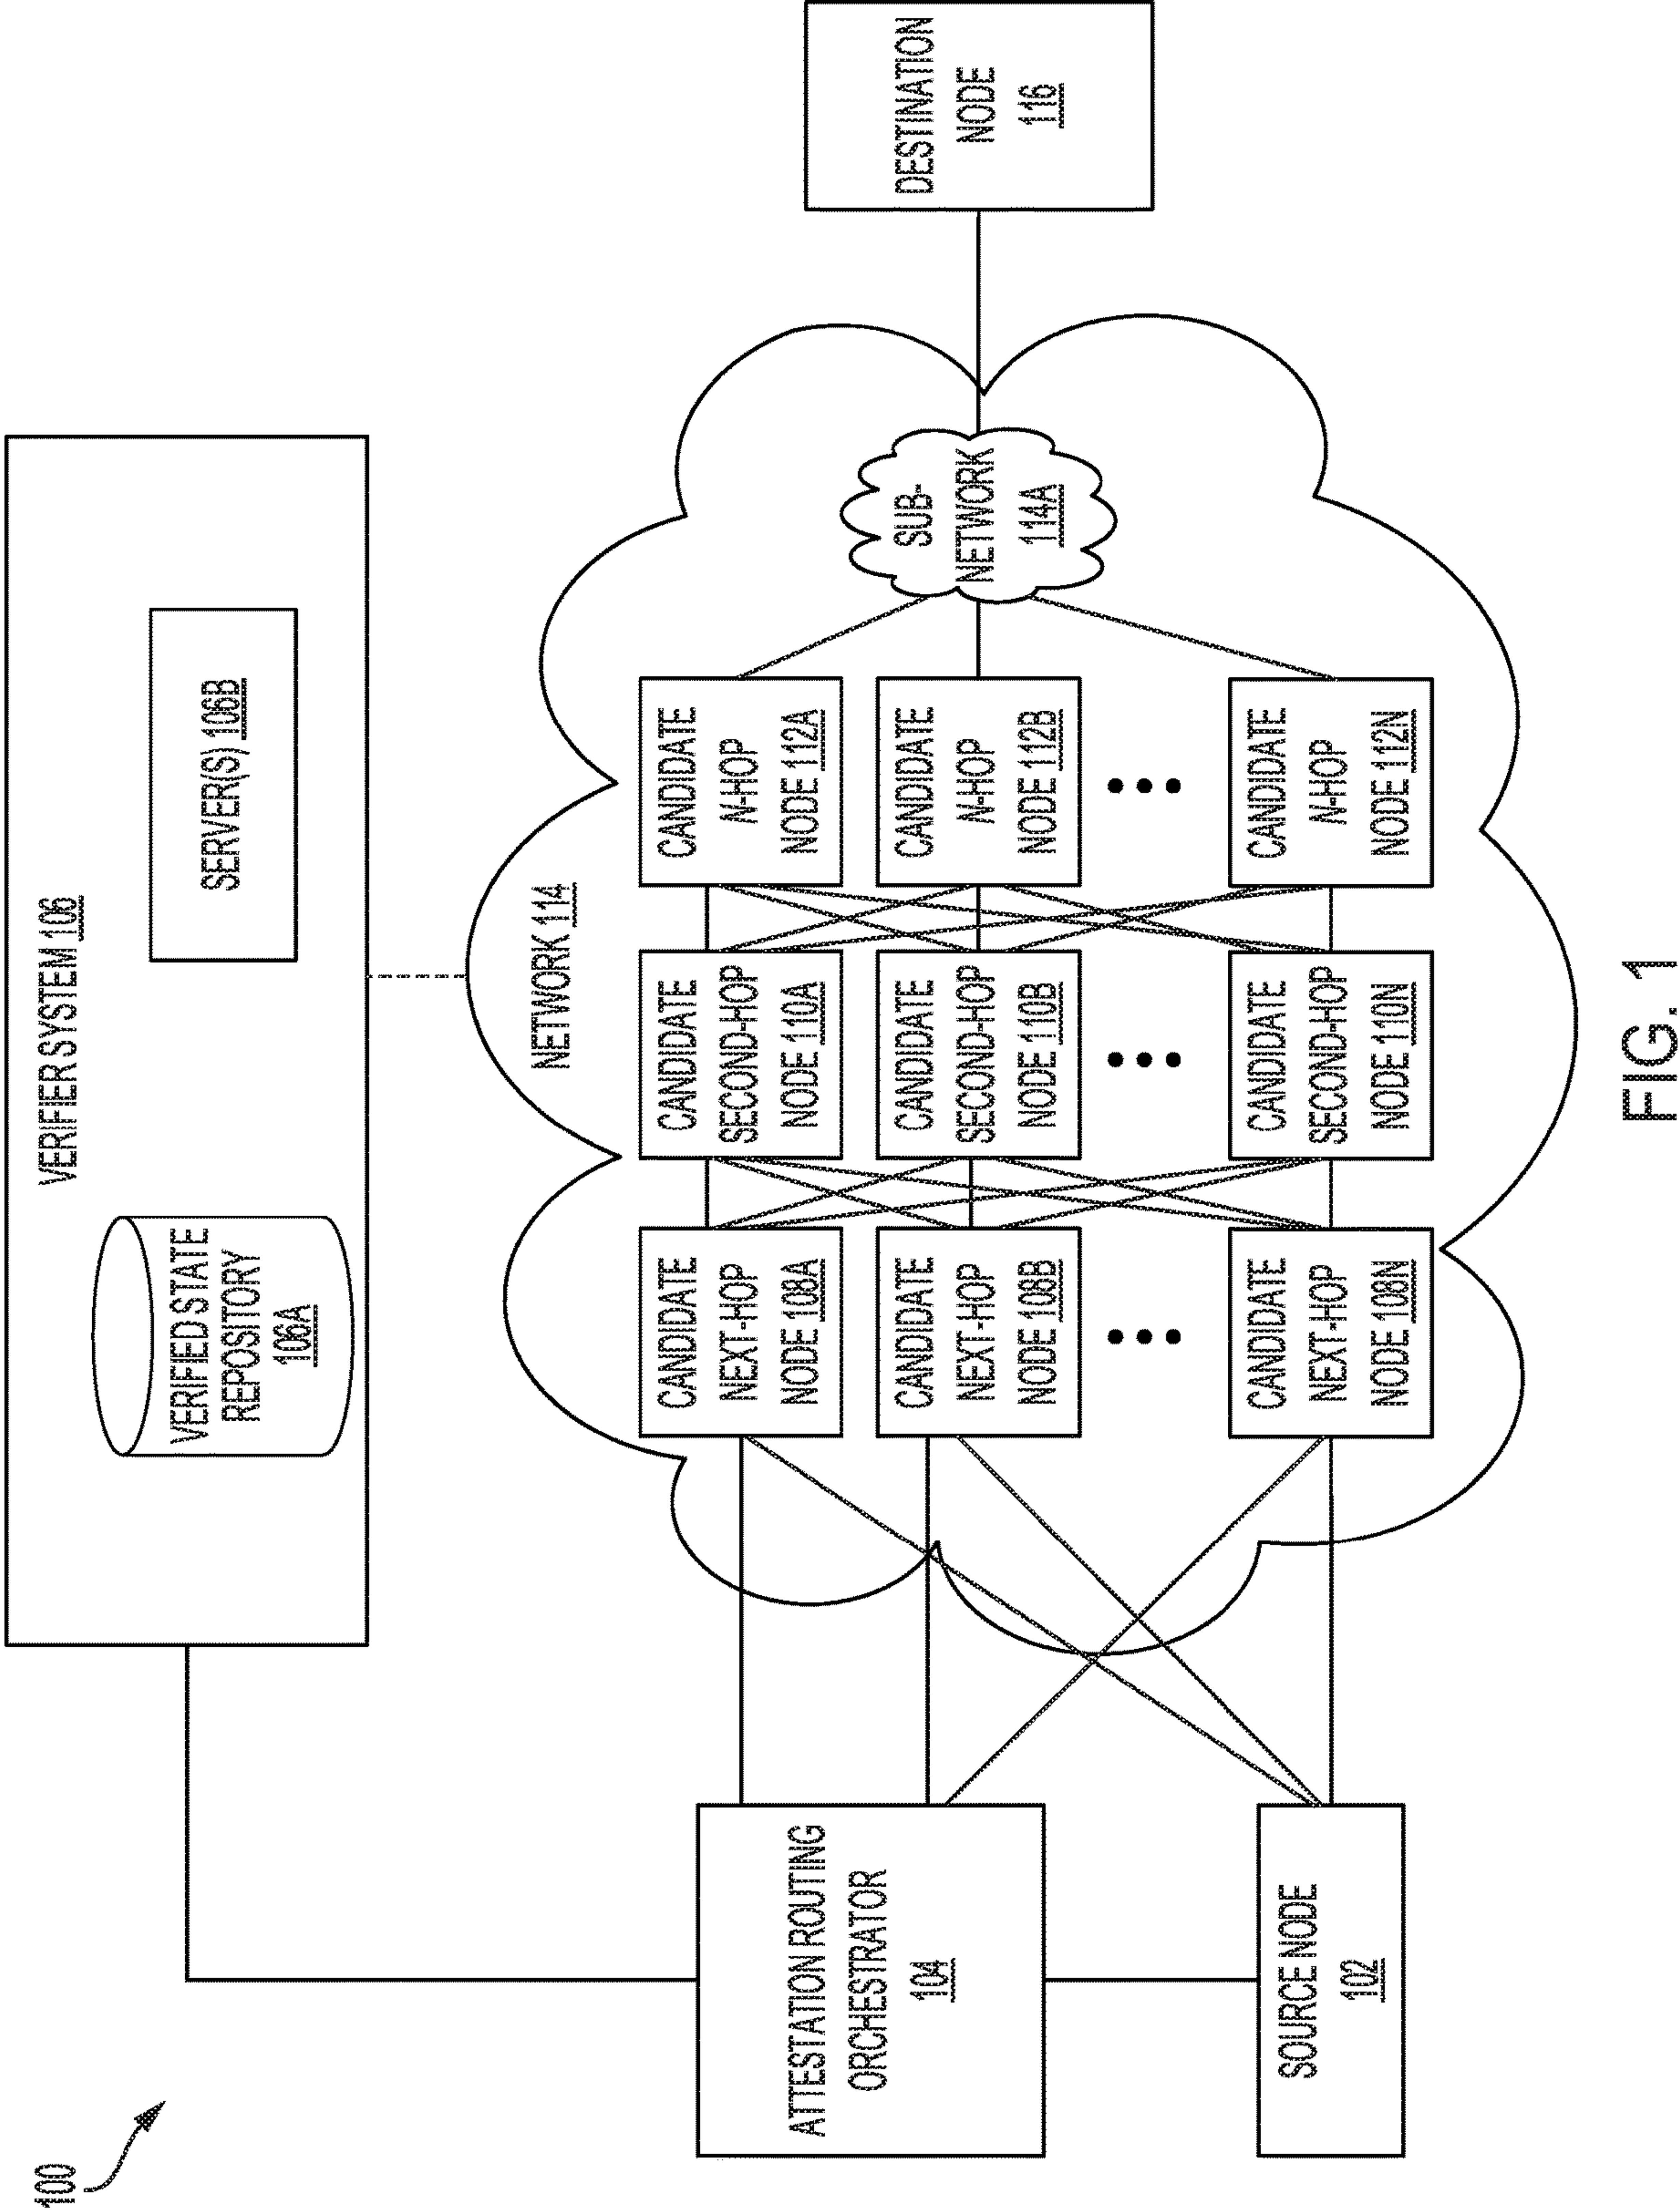 100
VERIFIER SYSTEM 106
VERIFIED STATE
REPOSITORY
106A
SERVER(S) 106B
NETWORK 114
ATTESTATION ROUTING
ORCHESTRATOR
104
SOURCE NODE
102
CANDIDATE
NEXT-HOP
NODE 108A
CANDIDATE
SECOND-HOP
NODE 110A
CANDIDATE
N-HOP
NODE 112A
CANDIDATE
NEXT-HOP
NODE 108B
CANDIDATE
SECOND-HOP
NODE 110B
CANDIDATE
N-HOP
NODE 112B
CANDIDATE
NEXT-HOP
NODE 108N
CANDIDATE
SECOND-HOP
NODE 110N
CANDIDATE
N-HOP
NODE 112N
SUB-
NETWORK
114A
DESTINATION
NODE
116
FIG. 1